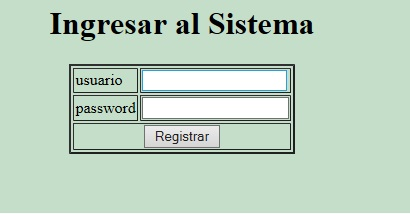 Ingresar al Sistema
usuario
password
Registrar